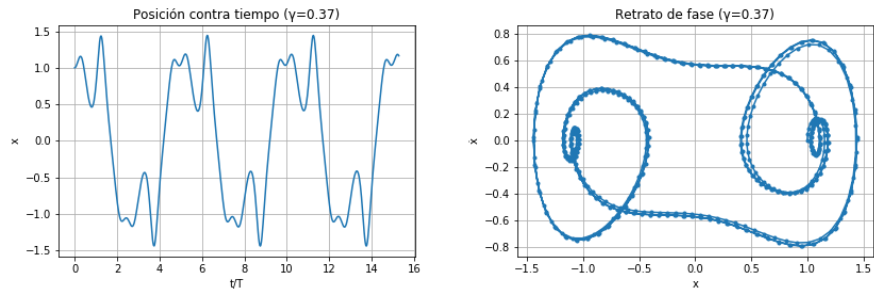 Posición contra tiempo (γ=0.37)
1.5
1.0
0.5
0.0
−0.5
−1.0
−1.5
x
0 2 4 6 8 10 12 14 16
t/T
Retrato de fase (γ=0.37)
0.8
0.6
0.4
0.2
0.0
−0.2
−0.4
−0.6
−0.8
ẋ
−1.5 −1.0 −0.5 0.0 0.5 1.0 1.5
x